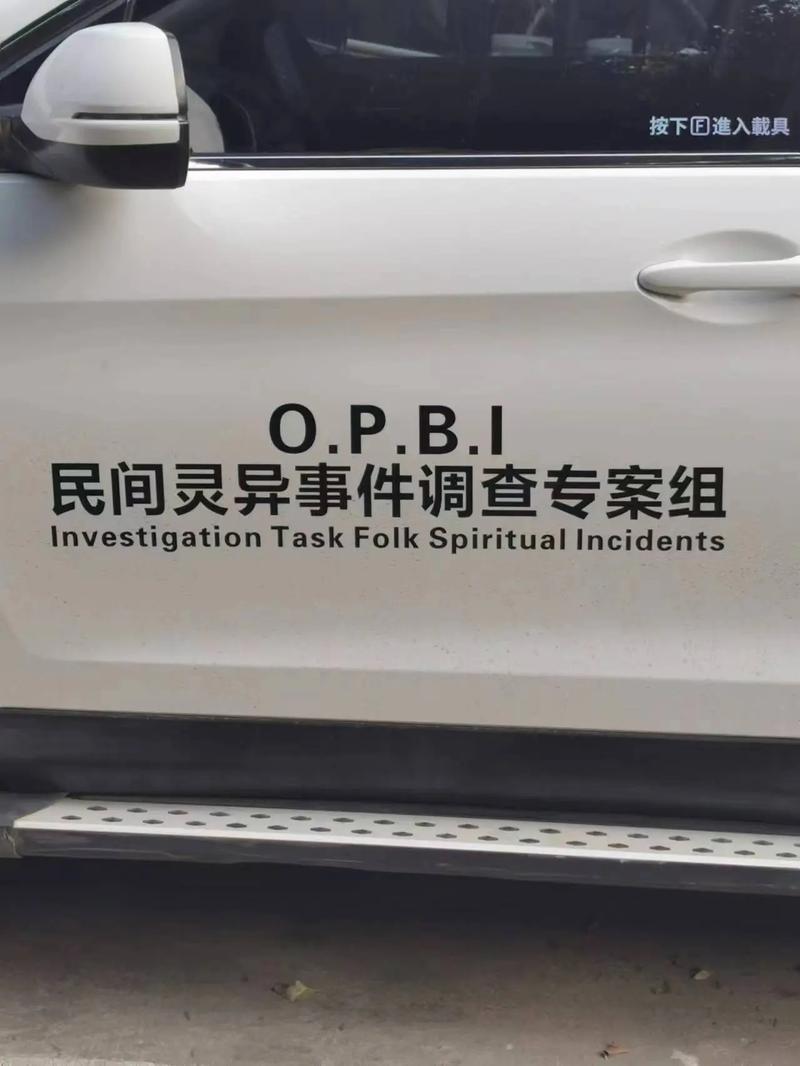 按下F進入載具
O.P.B.I
民间灵异事件调查专案组
Investigation Task Folk Spiritual Incidents